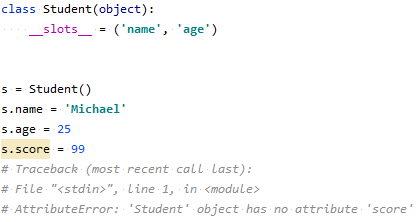 class Student(object):
    __slots__ = ('name', 'age')
s = Student()
s.name = 'Michael'
s.age = 25
s.score = 99
# Traceback (most recent call last):
# File "<stdin>", line 1, in <module>
# AttributeError: 'Student' object has no attribute 'score'